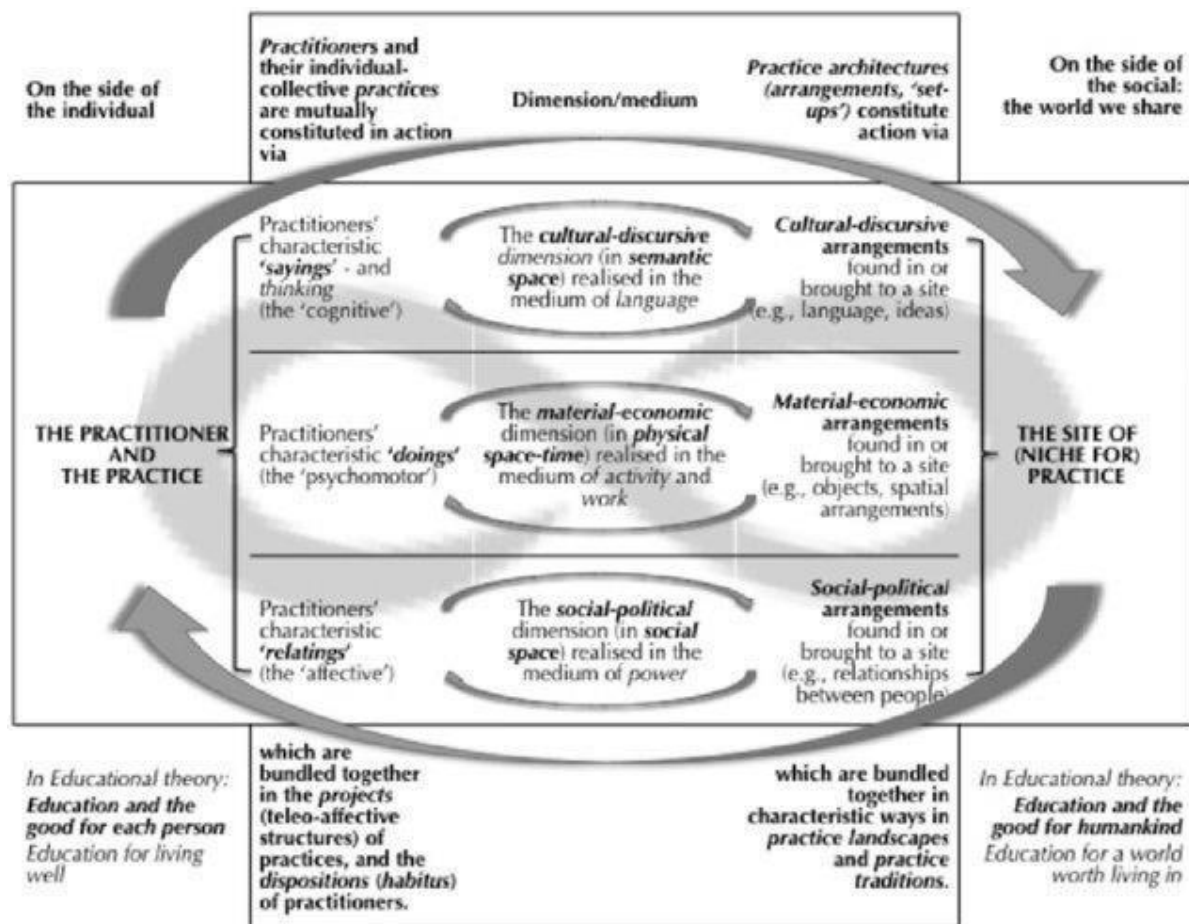 On the side of
the individual
Practitioners and
their individual-
collective practices
are mutually
constituted in action
via
Dimension/medium
Practice architectures
(arrangements, 'set-
ups') constitute
action via
On the side of
the social:
the world we share
THE PRACTITIONER
AND
THE PRACTICE
Practitioners'
characteristic
'sayings' - and
thinking
(the 'cognitive')
The cultural-discursive
dimension (in semantic
space) realised in the
medium of language
Cultural-discursive
arrangements
found in or
brought to a site
(e.g., language, ideas)
Practitioners'
characteristic 'doings'
(the 'psychomotor')
The material-economic
dimension (in physical
space-time) realised in the
medium of activity and
work
Material-economic
arrangements
found in or
brought to a site
(e.g., objects, spatial
arrangements)
Practitioners'
characteristic
'relatings'
(the 'affective')
The social-political
dimension (in social
space) realised in the
medium of power
Social-political
arrangements
found in or
brought to a site
(e.g., relationships
between people)
THE SITE OF
(NICHE FOR)
PRACTICE
In Educational theory:
Education and the
good for each person
Education for living
well
which are
bundled together
in the projects
(teleo-affective
structures) of
practices, and the
dispositions (habitus)
of practitioners.
which are bundled
together in
characteristic ways in
practice landscapes
and practice
traditions.
In Educational theory:
Education and the
good for humankind
Education for a world
worth living in